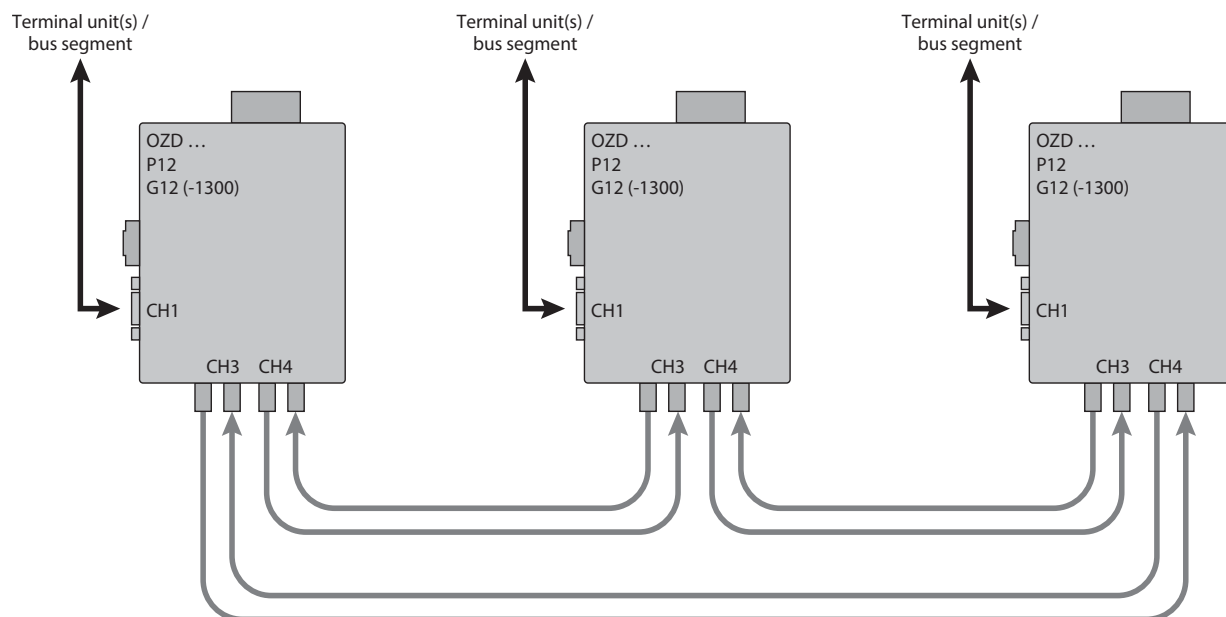 Terminal unit(s) /
bus segment
Terminal unit(s) /
bus segment
Terminal unit(s) /
bus segment
OZD …
P12
G12 (-1300)
CH1
CH3 CH4
OZD …
P12
G12 (-1300)
CH1
CH3 CH4
OZD …
P12
G12 (-1300)
CH1
CH3 CH4